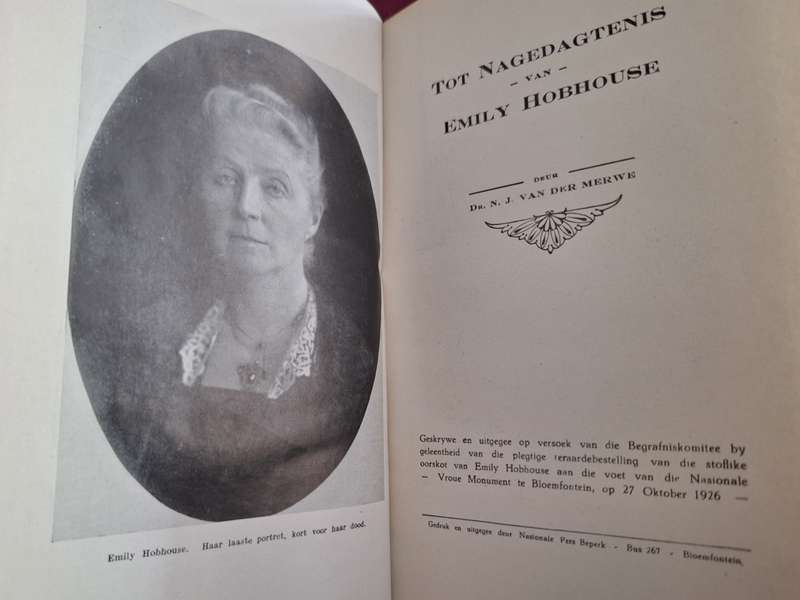 Emily Hobhouse. Haar laaste portret, kort voor haar dood.
TOT NAGEDAGTENIS
– VAN –
EMILY HOBHOUSE
DEUR
DR. N. J. VAN DER MERWE
Geskrywe en uitgegee op versoek van die Begrafniskomitee by
geleentheid van die plegtige teraardebestelling van die stoflike
oorskot van Emily Hobhouse aan die voet van die Nasionale
— Vroue Monument te Bloemfontein, op 27 Oktober 1926 —
Gedruk en uitgegee deur Nasionale Pers Beperk - Bus 267 - Bloemfontein.